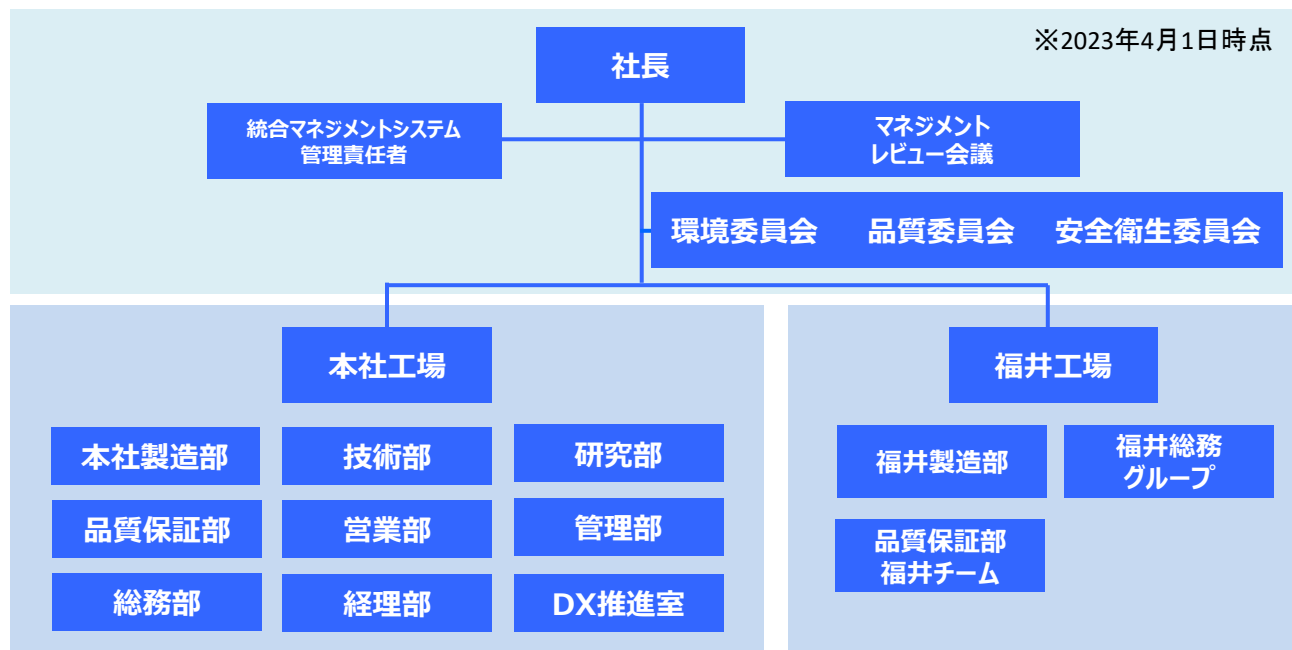 ※2023年4月1日時点
社長
統合マネジメントシステム
管理責任者
マネジメント
レビュー会議
環境委員会 品質委員会 安全衛生委員会
本社工場
本社製造部 技術部 研究部
品質保証部 営業部 管理部
総務部 経理部 DX推進室
福井工場
福井製造部
福井総務
グループ
品質保証部
福井チーム